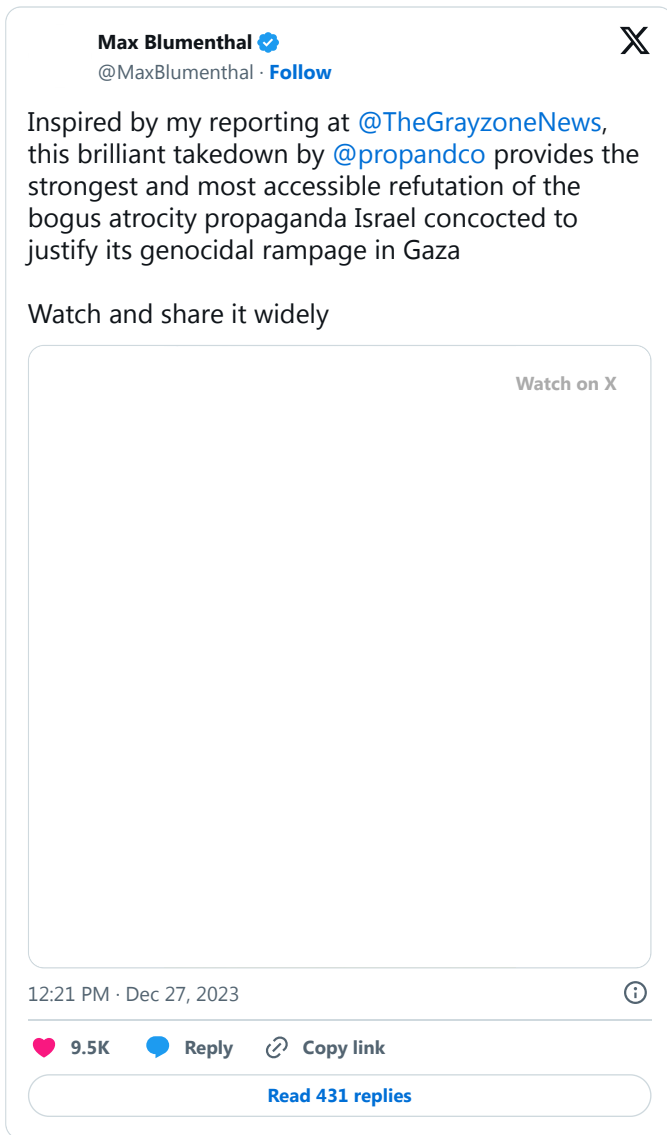 Max Blumenthal
@MaxBlumenthal · Follow
Inspired by my reporting at @TheGrayzoneNews,
this brilliant takedown by @propandco provides the
strongest and most accessible refutation of the
bogus atrocity propaganda Israel concocted to
justify its genocidal rampage in Gaza
Watch and share it widely
Watch on X
12:21 PM · Dec 27, 2023
9.5K Reply Copy link
Read 431 replies